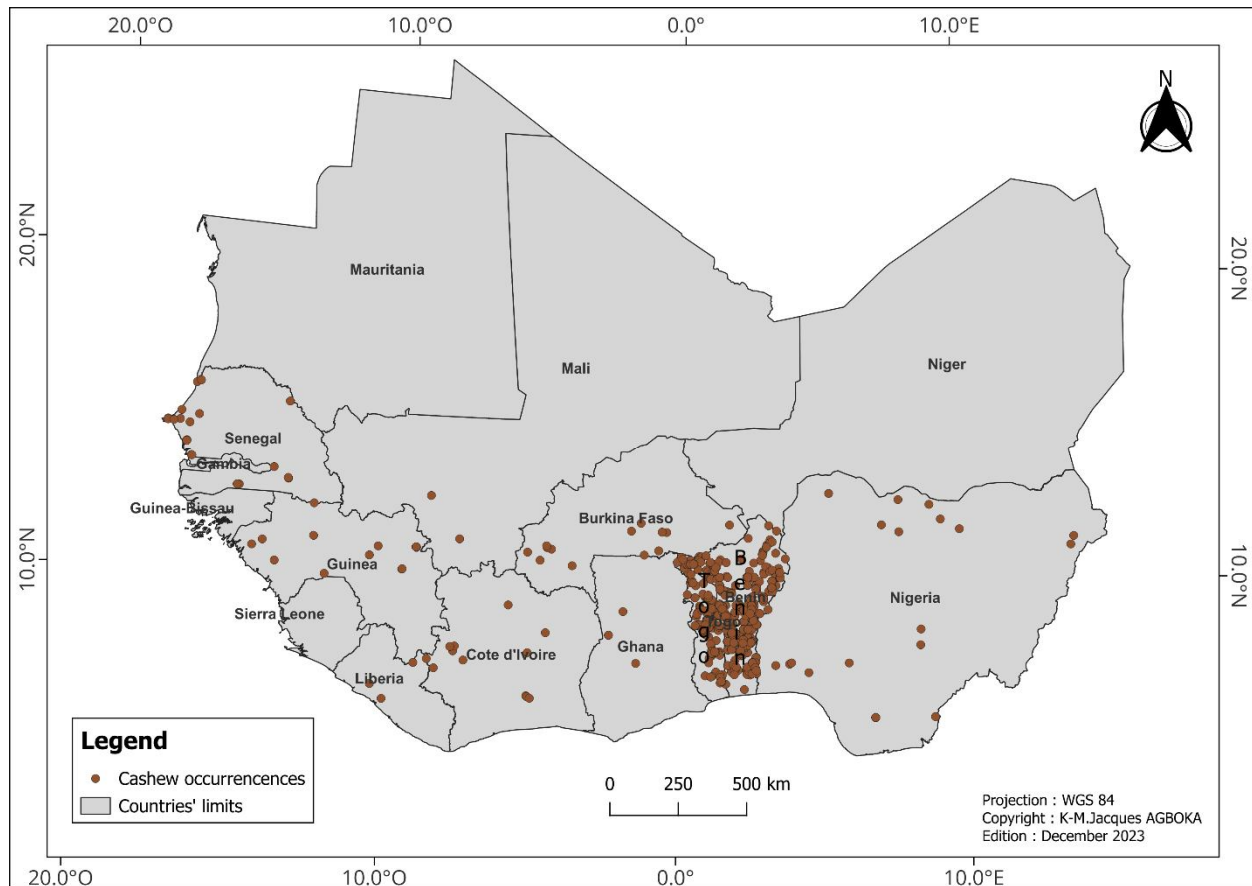 20.0°O 10.0°O 0.0° 10.0°E
N
20.0°N
20.0°N
Mauritania
Mali
Niger
Senegal
Gambia
Guinea-Bissau
Burkina Faso
10.0°N
10.0°N
Guinea
Togo
Benin
Benin
Togo
Nigeria
Sierra Leone
Ghana
Cote d'Ivoire
Liberia
Legend
Cashew occurrencences
Countries' limits
0 250 500 km
Projection : WGS 84
Copyright : K-M.Jacques AGBOKA
Edition : December 2023
20.0°O 10.0°O 0.0° 10.0°E